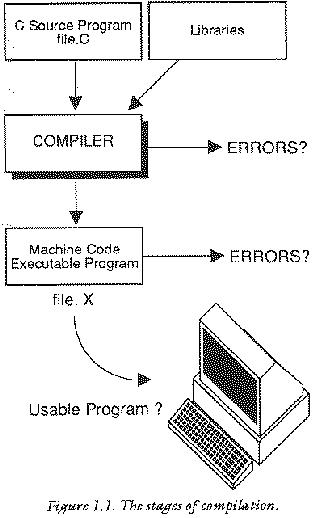 C Source Program
file.C
Libraries
COMPILER
ERRORS?
Machine Code
Executable Program
ERRORS?
file. X
Usable Program ?
Figure 1.1. The stages of compilation.